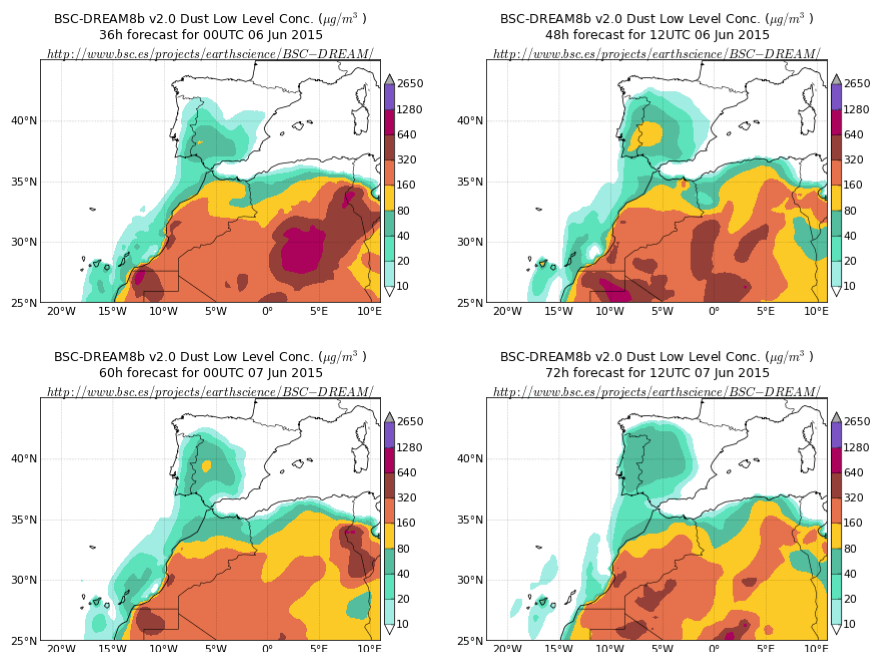 BSC-DREAM8b v2.0 Dust Low Level Conc. (μg/m³ )
36h forecast for 00UTC 06 Jun 2015
http://www.bsc.es/projects/earthscience/BSC-DREAM/
40°N
35°N
30°N
25°N
20°W 15°W 10°W 5°W 0° 5°E 10°E
2650
1280
640
320
160
80
40
20
10
BSC-DREAM8b v2.0 Dust Low Level Conc. (μg/m³ )
48h forecast for 12UTC 06 Jun 2015
http://www.bsc.es/projects/earthscience/BSC-DREAM/
40°N
35°N
30°N
25°N
20°W 15°W 10°W 5°W 0° 5°E 10°E
2650
1280
640
320
160
80
40
20
10
BSC-DREAM8b v2.0 Dust Low Level Conc. (μg/m³ )
60h forecast for 00UTC 07 Jun 2015
http://www.bsc.es/projects/earthscience/BSC-DREAM/
40°N
35°N
30°N
25°N
20°W 15°W 10°W 5°W 0° 5°E 10°E
2650
1280
640
320
160
80
40
20
10
BSC-DREAM8b v2.0 Dust Low Level Conc. (μg/m³ )
72h forecast for 12UTC 07 Jun 2015
http://www.bsc.es/projects/earthscience/BSC-DREAM/
40°N
35°N
30°N
25°N
20°W 15°W 10°W 5°W 0° 5°E 10°E
2650
1280
640
320
160
80
40
20
10